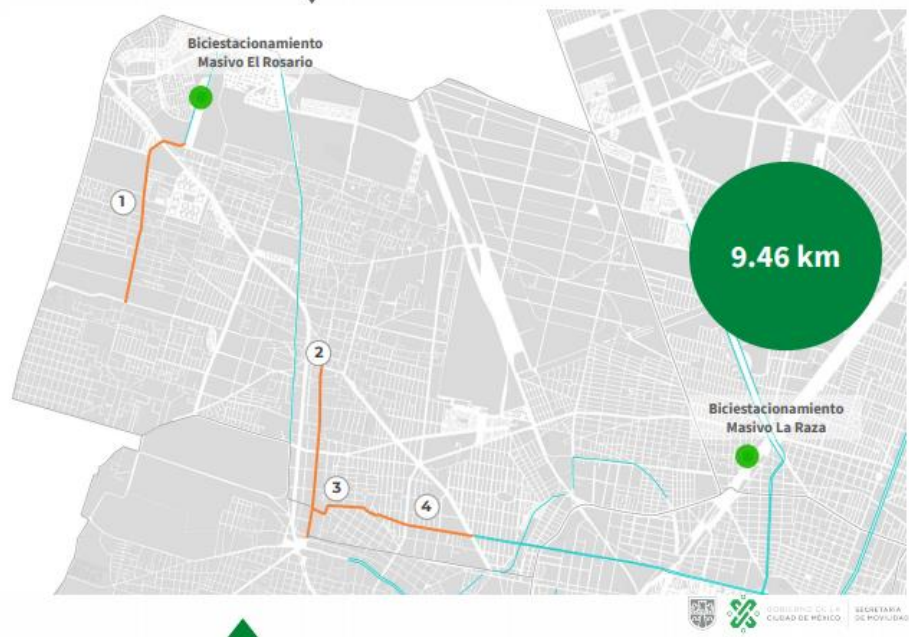 Biciestacionamiento
Masivo El Rosario
1
9.46 km
2
Biciestacionamiento
Masivo La Raza
3
4
GOBIERNO DE LA
CIUDAD DE MÉXICO
SECRETARÍA
DE MOVILIDAD